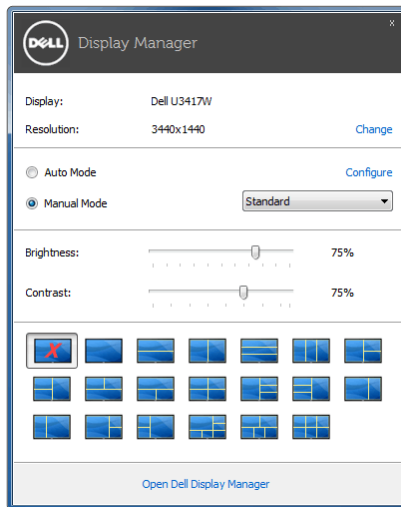 x
DELL Display Manager
Display: Dell U3417W
Resolution: 3440x1440 Change
Auto Mode Configure
Manual Mode Standard
Brightness: 75%
Contrast: 75%
X
Open Dell Display Manager